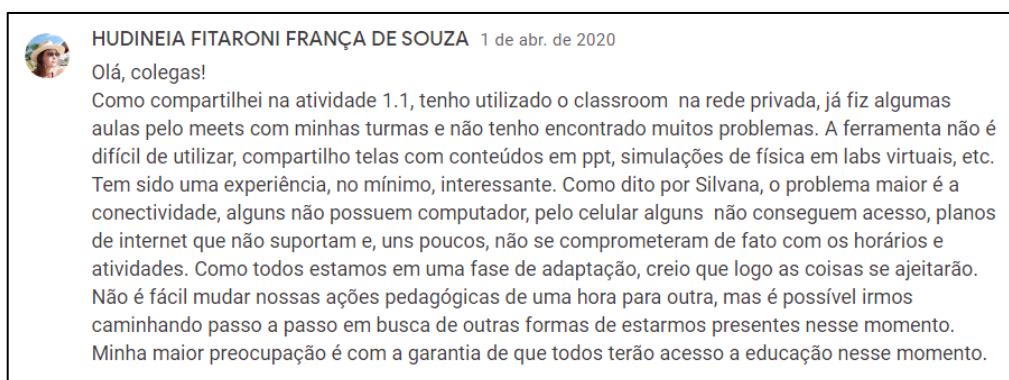 HUDINEIA FITARONI FRANÇA DE SOUZA 1 de abr. de 2020
Olá, colegas!
Como compartilhei na atividade 1.1, tenho utilizado o classroom na rede privada, já fiz algumas
aulas pelo meets com minhas turmas e não tenho encontrado muitos problemas. A ferramenta não é
difícil de utilizar, compartilho telas com conteúdos em ppt, simulações de física em labs virtuais, etc.
Tem sido uma experiência, no mínimo, interessante. Como dito por Silvana, o problema maior é a
conectividade, alguns não possuem computador, pelo celular alguns não conseguem acesso, planos
de internet que não suportam e, uns poucos, não se comprometeram de fato com os horários e
atividades. Como todos estamos em uma fase de adaptação, creio que logo as coisas se ajeitarão.
Não é fácil mudar nossas ações pedagógicas de uma hora para outra, mas é possível irmos
caminhando passo a passo em busca de outras formas de estarmos presentes nesse momento.
Minha maior preocupação é com a garantia de que todos terão acesso a educação nesse momento.